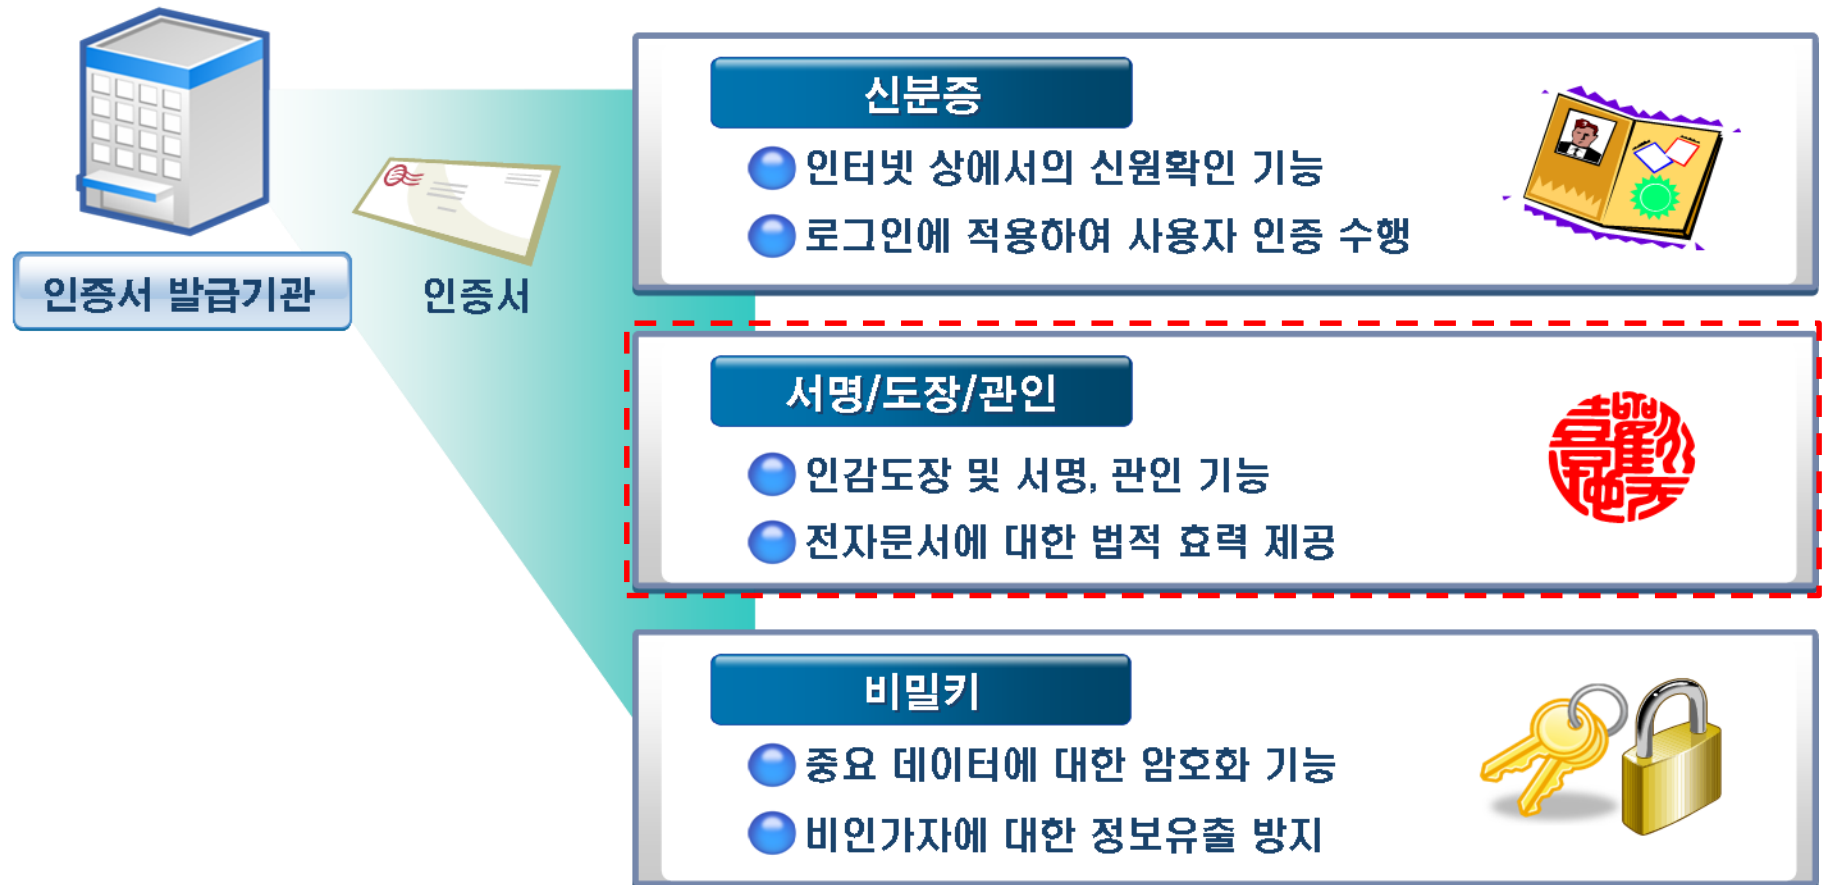 신분증
인터넷 상에서의 신원확인 기능
로그인에 적용하여 사용자 인증 수행
인증서 발급기관
인증서
서명/도장/관인
인감도장 및 서명, 관인 기능
전자문서에 대한 법적 효력 제공
비밀키
중요 데이터에 대한 암호화 기능
비인가자에 대한 정보유출 방지